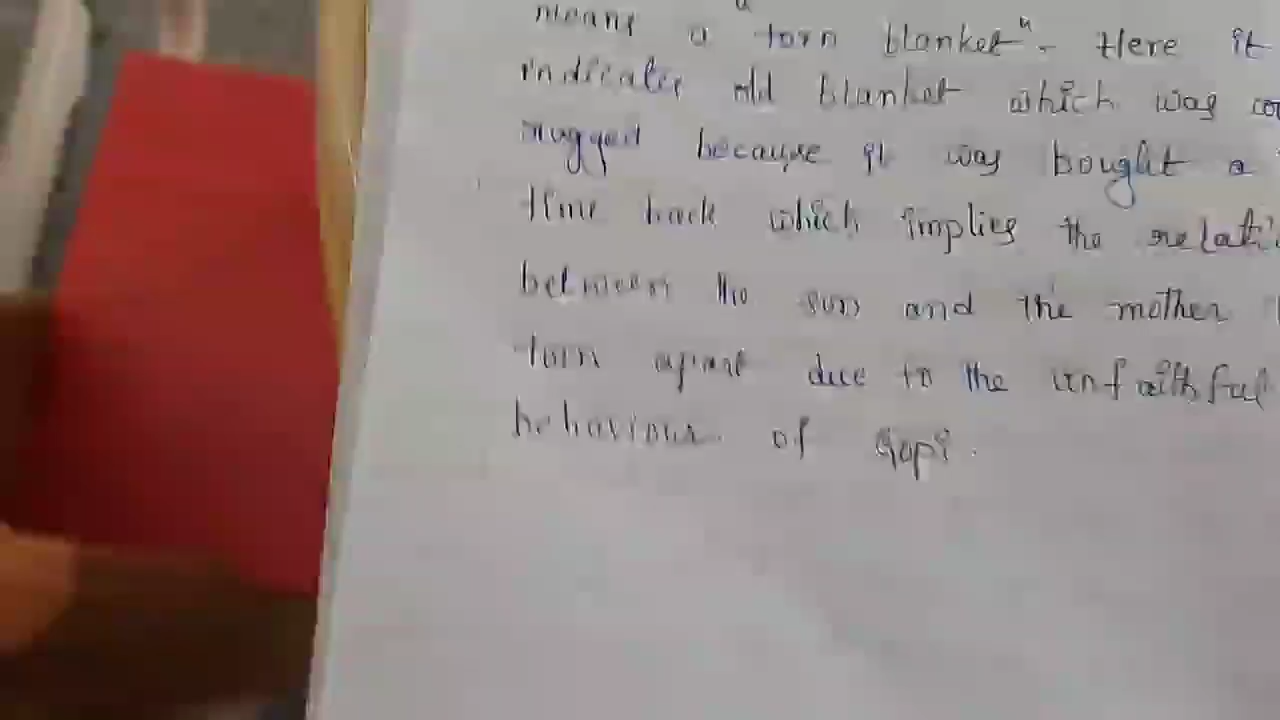 means a "torn blanket". Here it
indicates old blanket which was
rugged because it was bought a
time back which implies the
between the son and the mother
torn apart due to the unfaithful
behaviour of Gopi.